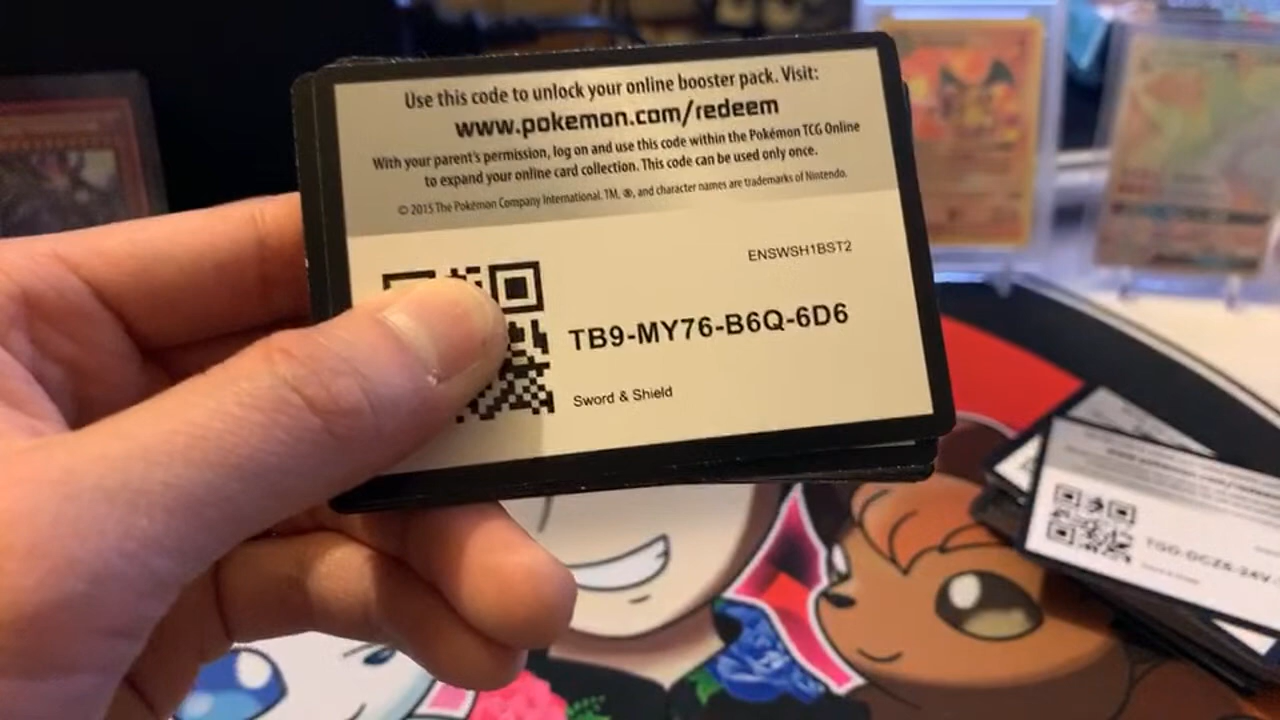 Use this code to unlock your online booster pack. Visit:
www.pokemon.com/redeem
With your parent's permission, log on and use this code within the Pokémon TCG Online
to expand your online card collection. This code can be used only once.
© 2015 The Pokémon Company International. TM, ®, and character names are trademarks of Nintendo.
ENSWSH1BST2
TB9-MY76-B6Q-6D6
Sword & Shield